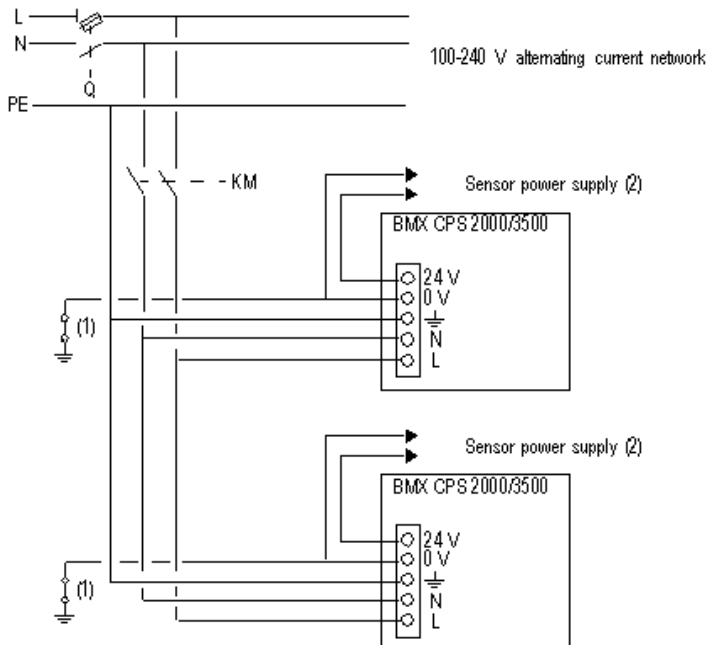 L
N
100-240 V alternating current network
Q
PE
KM
Sensor power supply (2)
BMX CPS 2000/3500
24 V
0 V
(1)
N
L
Sensor power supply (2)
BMX CPS 2000/3500
24 V
0 V
(1)
N
L